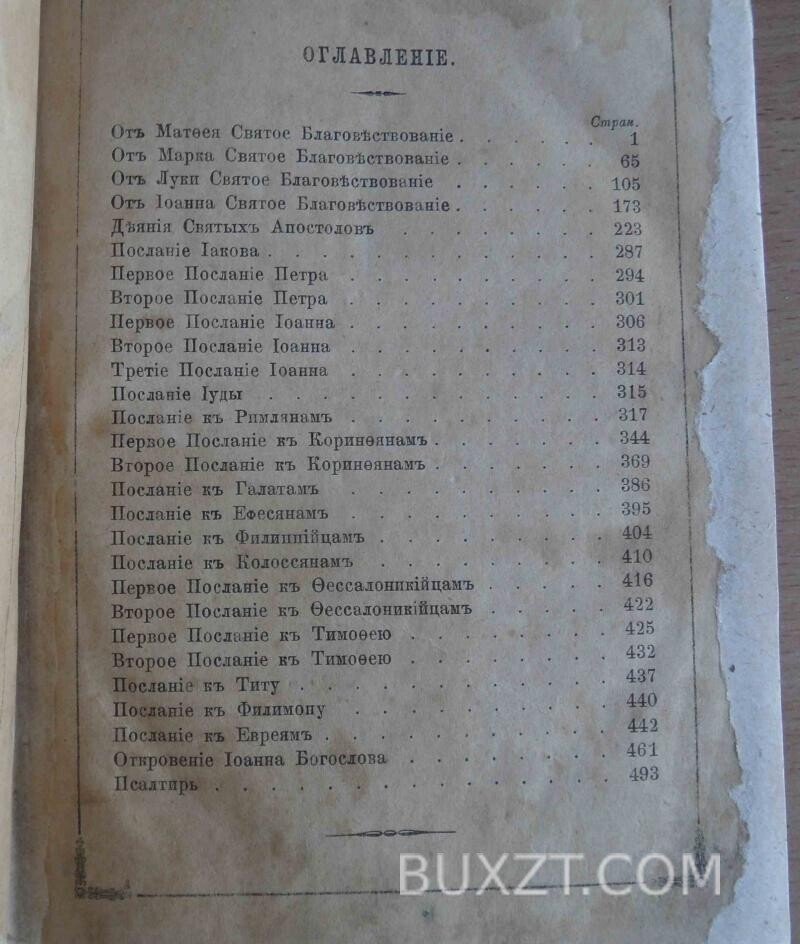 ОГЛАВЛЕНІЕ.
Стран.
Отъ Матѳея Святое Благовѣствованіе . . . . . . 1
Отъ Марка Святое Благовѣствованіе . . . . . . 65
Отъ Луки Святое Благовѣствованіе . . . . . . 105
Отъ Іоанна Святое Благовѣствованіе . . . . . . 173
Дѣянія Святыхъ Апостоловъ . . . . . . . 223
Посланіе Іакова . . . . . . . . . . . 287
Первое Посланіе Петра . . . . . . . . . 294
Второе Посланіе Петра . . . . . . . . . 301
Первое Посланіе Іоанна . . . . . . . . . 306
Второе Посланіе Іоанна . . . . . . . . . 313
Третіе Посланіе Іоанна . . . . . . . . . 314
Посланіе Іуды . . . . . . . . . . . 315
Посланіе къ Римлянамъ . . . . . . . . . 317
Первое Посланіе къ Коринѳянамъ . . . . . . . 344
Второе Посланіе къ Коринѳянамъ . . . . . . . 369
Посланіе къ Галатамъ . . . . . . . . . 386
Посланіе къ Ефесянамъ . . . . . . . . . 395
Посланіе къ Филиппійцамъ . . . . . . . . 404
Посланіе къ Колоссянамъ . . . . . . . . 410
Первое Посланіе къ Ѳессалоникійцамъ . . . . . 416
Второе Посланіе къ Ѳессалоникійцамъ . . . . . 422
Первое Посланіе къ Тимоѳею . . . . . . . . 425
Второе Посланіе къ Тимоѳею . . . . . . . . 432
Посланіе къ Титу . . . . . . . . . . . 437
Посланіе къ Филимону . . . . . . . . . 440
Посланіе къ Евреямъ . . . . . . . . . . 442
Откровеніе Іоанна Богослова . . . . . . . . 461
Псалтирь . . . . . . . . . . . . . 493
BUXZT.COM